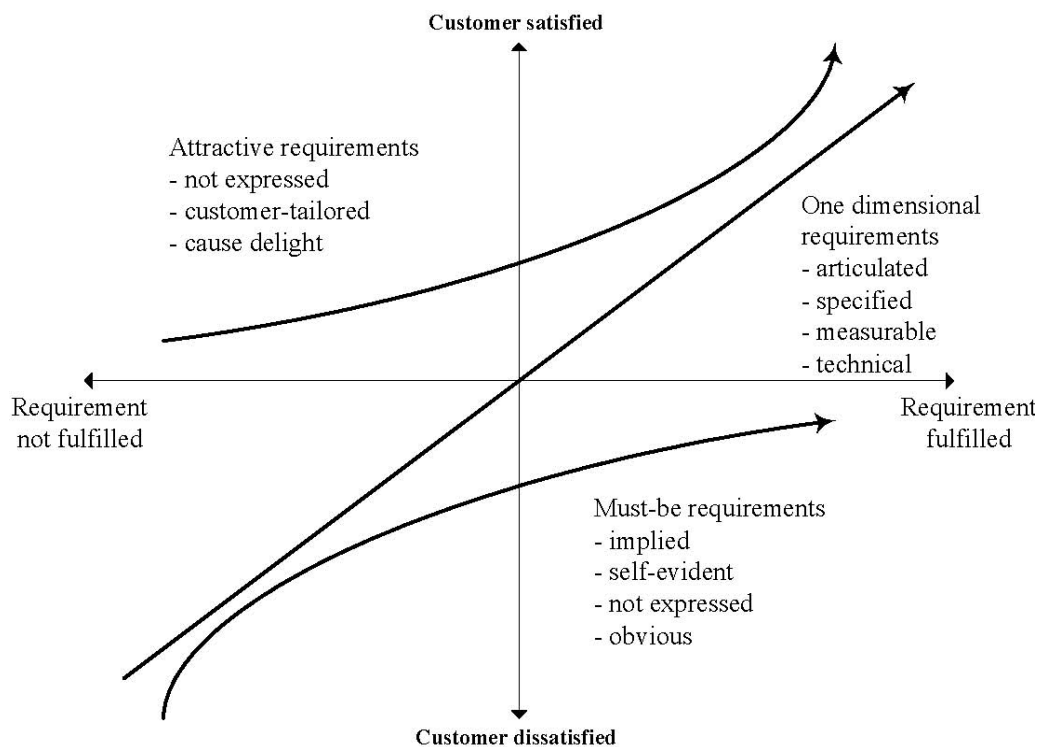 Customer satisfied
Attractive requirements
- not expressed
- customer-tailored
- cause delight
One dimensional
requirements
- articulated
- specified
- measurable
- technical
Requirement
not fulfilled
Requirement
fulfilled
Must-be requirements
- implied
- self-evident
- not expressed
- obvious
Customer dissatisfied